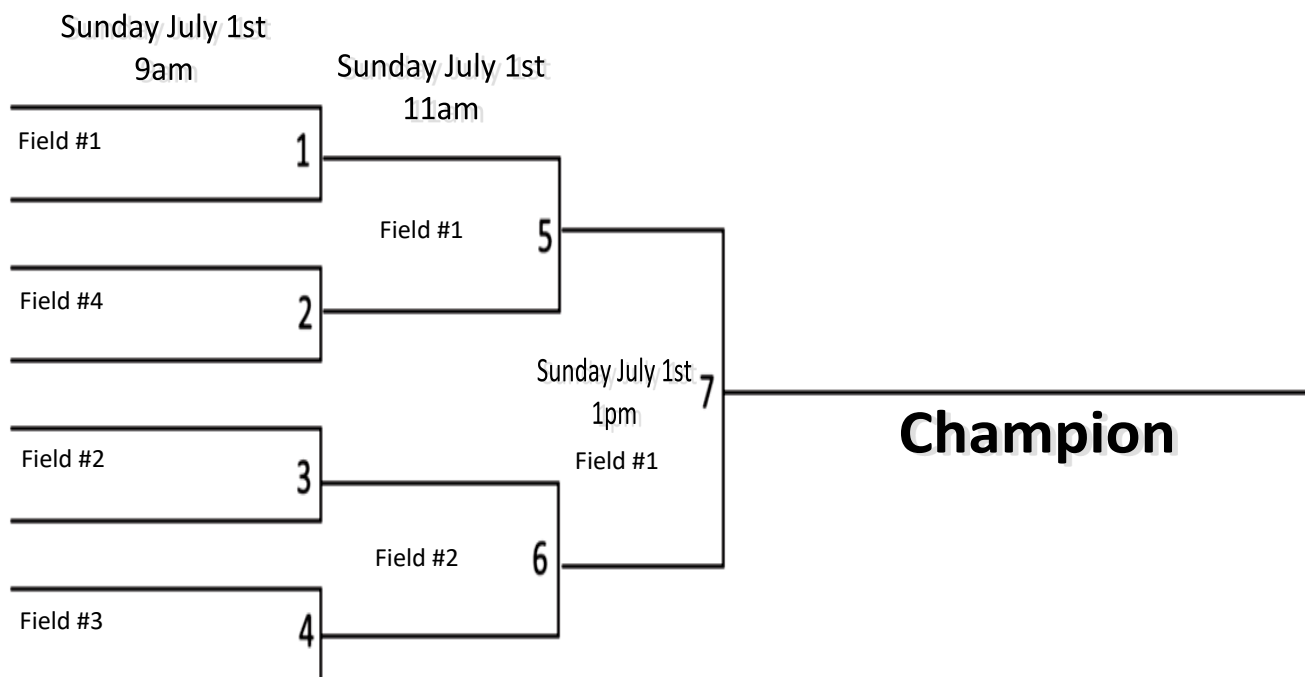 Sunday July 1st
9am
Sunday July 1st
11am
Field #1
1
Field #1
5
Field #4
2
Sunday July 1st
7
1pm
Champion
Field #2
Field #1
3
Field #2
6
Field #3
4